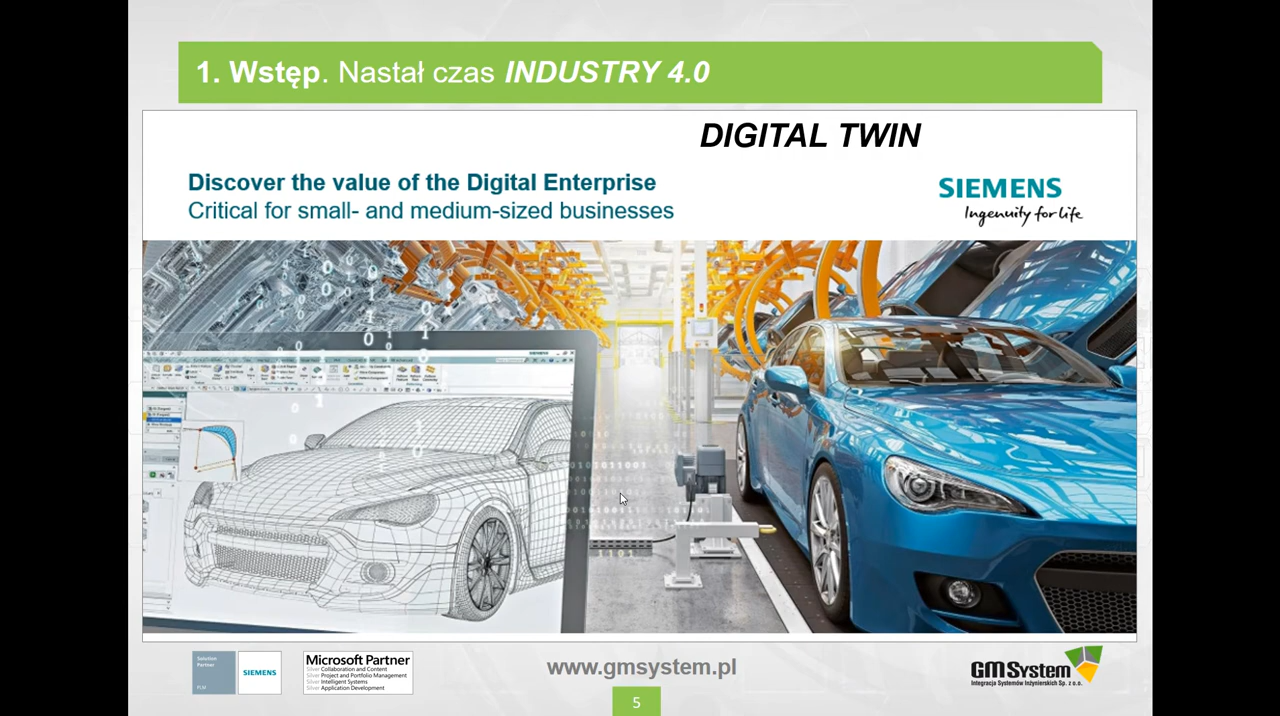 1. Wstęp. Nastał czas INDUSTRY 4.0
DIGITAL TWIN
Discover the value of the Digital Enterprise
Critical for small- and medium-sized businesses
SIEMENS
Ingenuity for life
Solution
Partner
PLM
SIEMENS
Microsoft Partner
Silver Collaboration and Content
Silver Project and Portfolio Management
Silver Intelligent Systems
Silver Application Development
www.gmsystem.pl
GM System
Integracja Systemów Inżynierskich Sp. z o.o.
5